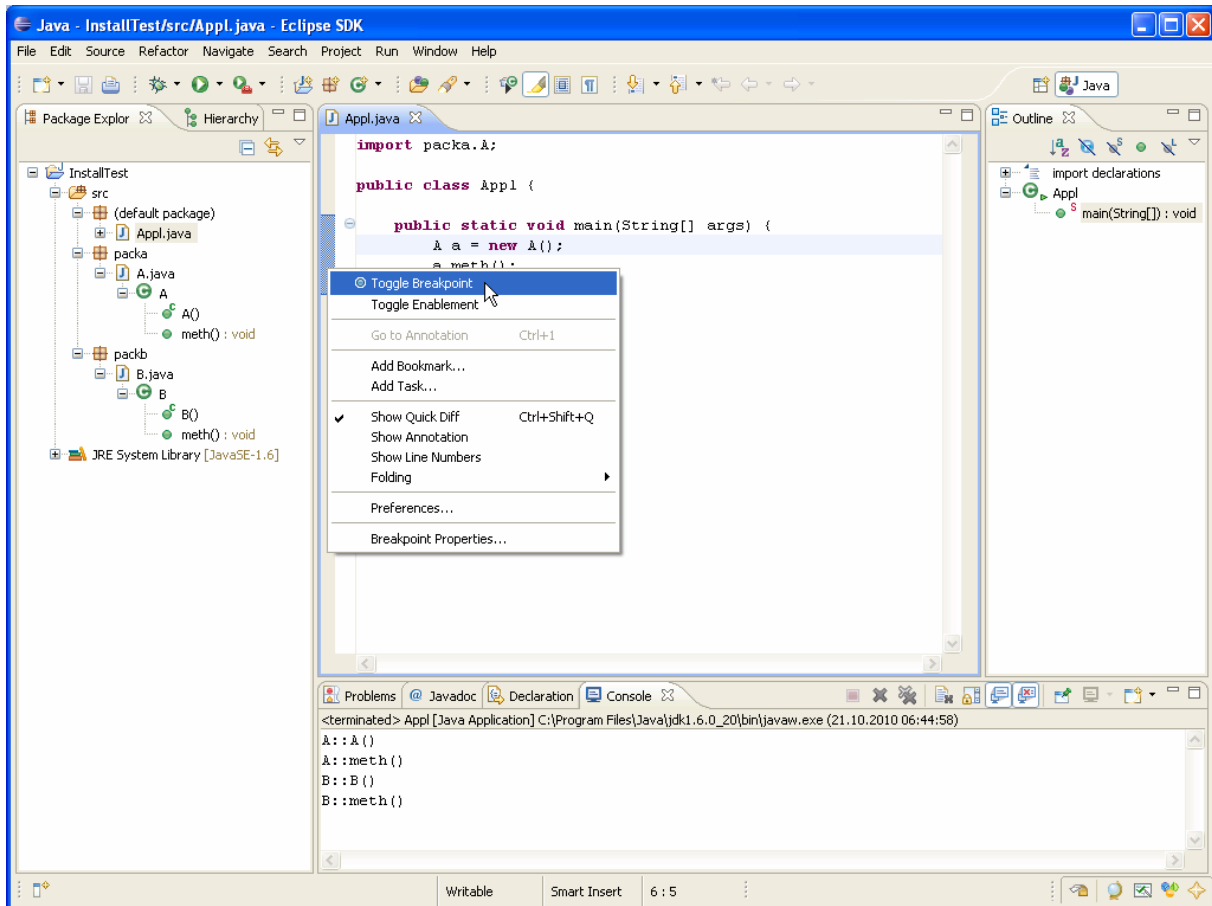 Java - InstallTest/src/Appl.java - Eclipse SDK
File Edit Source Refactor Navigate Search Project Run Window Help
Java
Package Explor
Hierarchy
InstallTest
src
(default package)
Appl.java
packa
A.java
A
A()
meth() : void
packb
B.java
B
B()
meth() : void
JRE System Library [JavaSE-1.6]
Appl.java
import packa.A;
public class Appl {
public static void main(String[] args) {
A a = new A();
a.meth();
Toggle Breakpoint
Toggle Enablement
Go to Annotation Ctrl+1
Add Bookmark...
Add Task...
Show Quick Diff Ctrl+Shift+Q
Show Annotation
Show Line Numbers
Folding
Preferences...
Breakpoint Properties...
Outline
import declarations
Appl
main(String[]) : void
Problems @ Javadoc Declaration Console
<terminated> Appl [Java Application] C:\Program Files\Java\jdk1.6.0_20\bin\javaw.exe (21.10.2010 06:44:58)
A::A()
A::meth()
B::B()
B::meth()
Writable Smart Insert 6 : 5